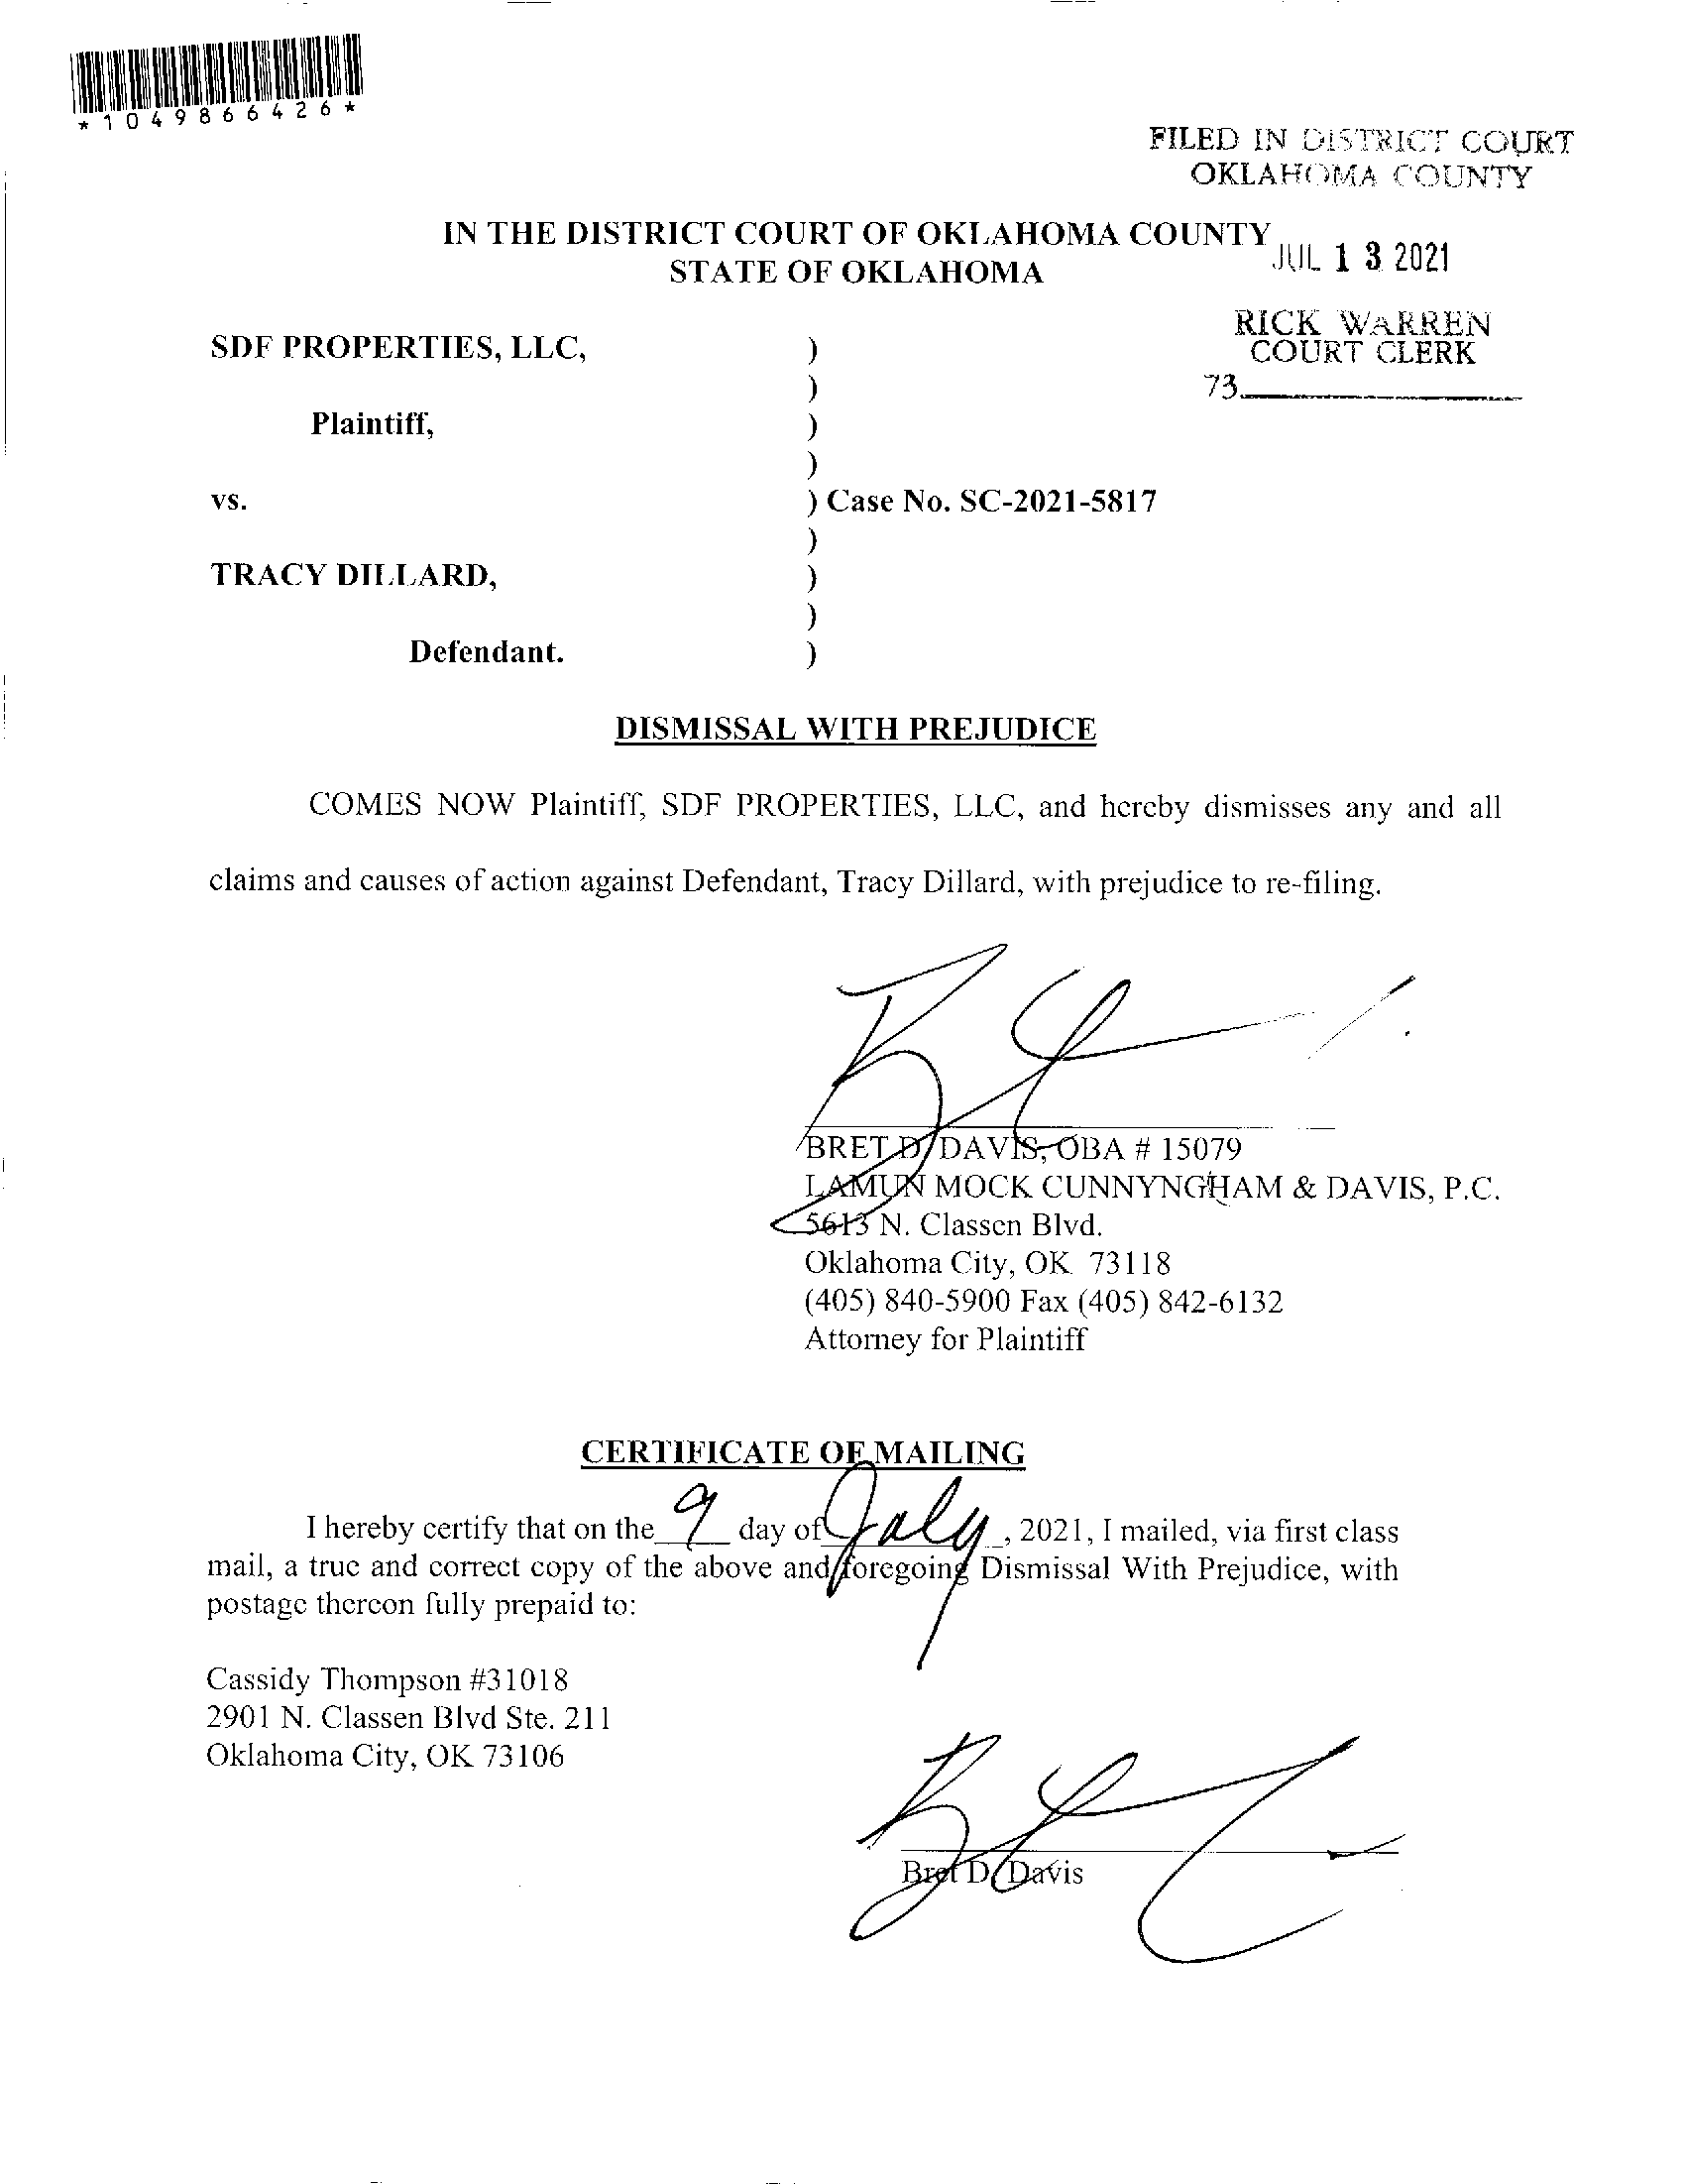 *1049866426*
FILED IN DISTRICT COURT
OKLAHOMA COUNTY
IN THE DISTRICT COURT OF OKLAHOMA COUNTY
STATE OF OKLAHOMA
JUL 13 2021
RICK WARREN
COURT CLERK
73
SDF PROPERTIES, LLC, )
)
Plaintiff, )
)
vs. ) Case No. SC-2021-5817
)
TRACY DILLARD, )
)
Defendant. )
DISMISSAL WITH PREJUDICE
COMES NOW Plaintiff, SDF PROPERTIES, LLC, and hereby dismisses any and all
claims and causes of action against Defendant, Tracy Dillard, with prejudice to re-filing.
BRET D. DAVIS, OBA # 15079
LAMUN MOCK CUNNYNGHAM & DAVIS, P.C.
5613 N. Classen Blvd.
Oklahoma City, OK 73118
(405) 840-5900 Fax (405) 842-6132
Attorney for Plaintiff
CERTIFICATE OF MAILING
I hereby certify that on the 9 day of July, 2021, I mailed, via first class
mail, a true and correct copy of the above and foregoing Dismissal With Prejudice, with
postage thereon fully prepaid to:
Cassidy Thompson #31018
2901 N. Classen Blvd Ste. 211
Oklahoma City, OK 73106
Bret D. Davis